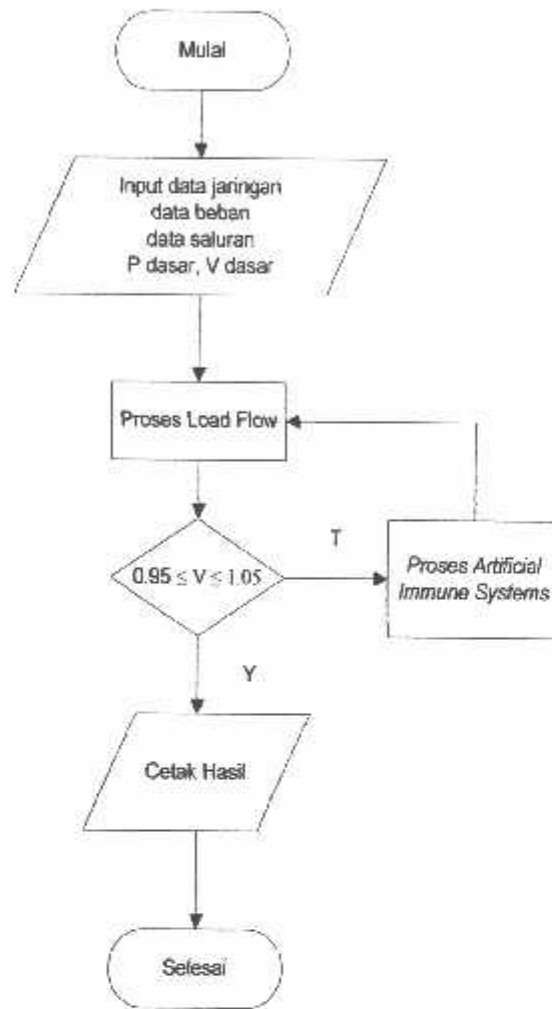 Mulai
Input data jaringan
data beban
data saluran
P dasar, V dasar
Proses Load Flow
0.95 ≤ V ≤ 1.05
T
Proses Artificial
Immune Systems
Y
Cetak Hasil
Selesai